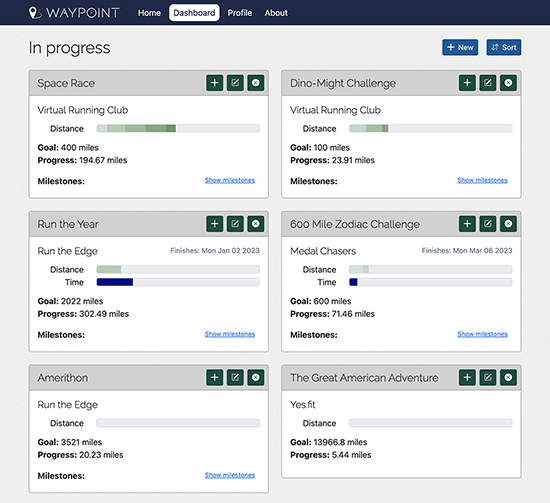 WAYPOINT Home Dashboard Profile About
In progress
New Sort
Space Race
Virtual Running Club
Distance
Goal: 400 miles
Progress: 194.67 miles
Milestones: Show milestones
Dino-Might Challenge
Virtual Running Club
Distance
Goal: 100 miles
Progress: 23.91 miles
Milestones: Show milestones
Run the Year
Run the Edge Finishes: Mon Jan 02 2023
Distance
Time
Goal: 2022 miles
Progress: 302.49 miles
Milestones: Show milestones
600 Mile Zodiac Challenge
Medal Chasers Finishes: Mon Mar 06 2023
Distance
Time
Goal: 600 miles
Progress: 71.46 miles
Milestones: Show milestones
Amerithon
Run the Edge
Distance
Goal: 3521 miles
Progress: 20.23 miles
Milestones: Show milestones
The Great American Adventure
Yes.fit
Distance
Goal: 13966.8 miles
Progress: 5.44 miles